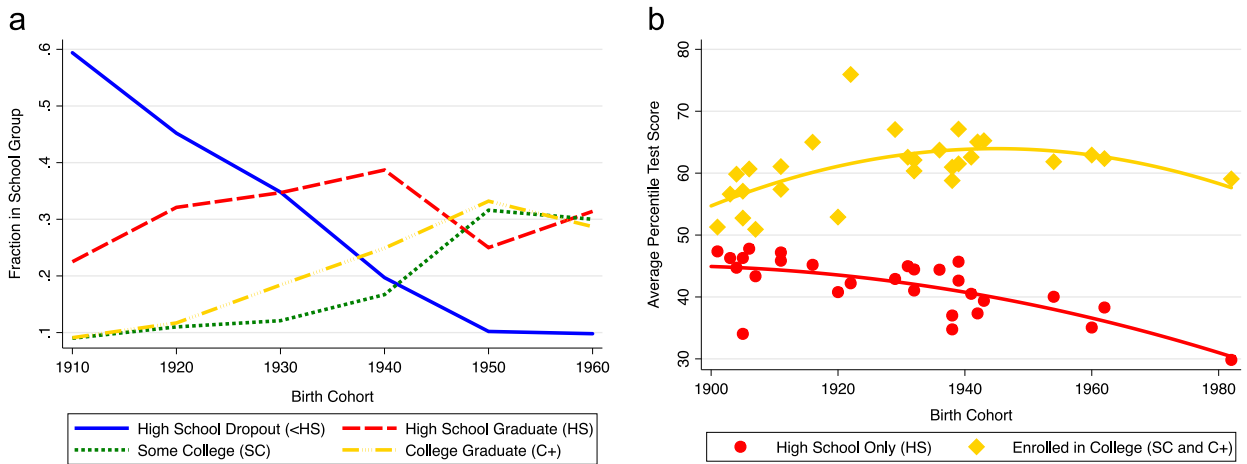 a
Fraction in School Group
.6
.5
.4
.3
.2
.1
1910 1920 1930 1940 1950 1960
Birth Cohort
High School Dropout (<HS) High School Graduate (HS)
Some College (SC) College Graduate (C+)
b
Average Percentile Test Score
80
70
60
50
40
30
1900 1920 1940 1960 1980
Birth Cohort
High School Only (HS) Enrolled in College (SC and C+)